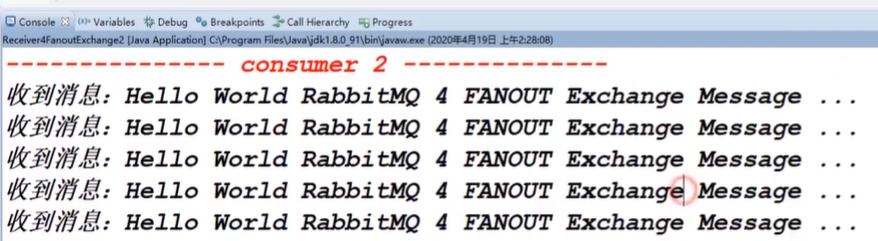 Console Variables Debug Breakpoints Call Hierarchy Progress
Receiver4FanoutExchange2 [Java Application] C:\Program Files\Java\jdk1.8.0_91\bin\javaw.exe (2020年4月19日 上午2:28:08)
--------------- consumer 2 --------------
收到消息：Hello World RabbitMQ 4 FANOUT Exchange Message ...
收到消息：Hello World RabbitMQ 4 FANOUT Exchange Message ...
收到消息：Hello World RabbitMQ 4 FANOUT Exchange Message ...
收到消息：Hello World RabbitMQ 4 FANOUT Exchange Message ...
收到消息：Hello World RabbitMQ 4 FANOUT Exchange Message ...